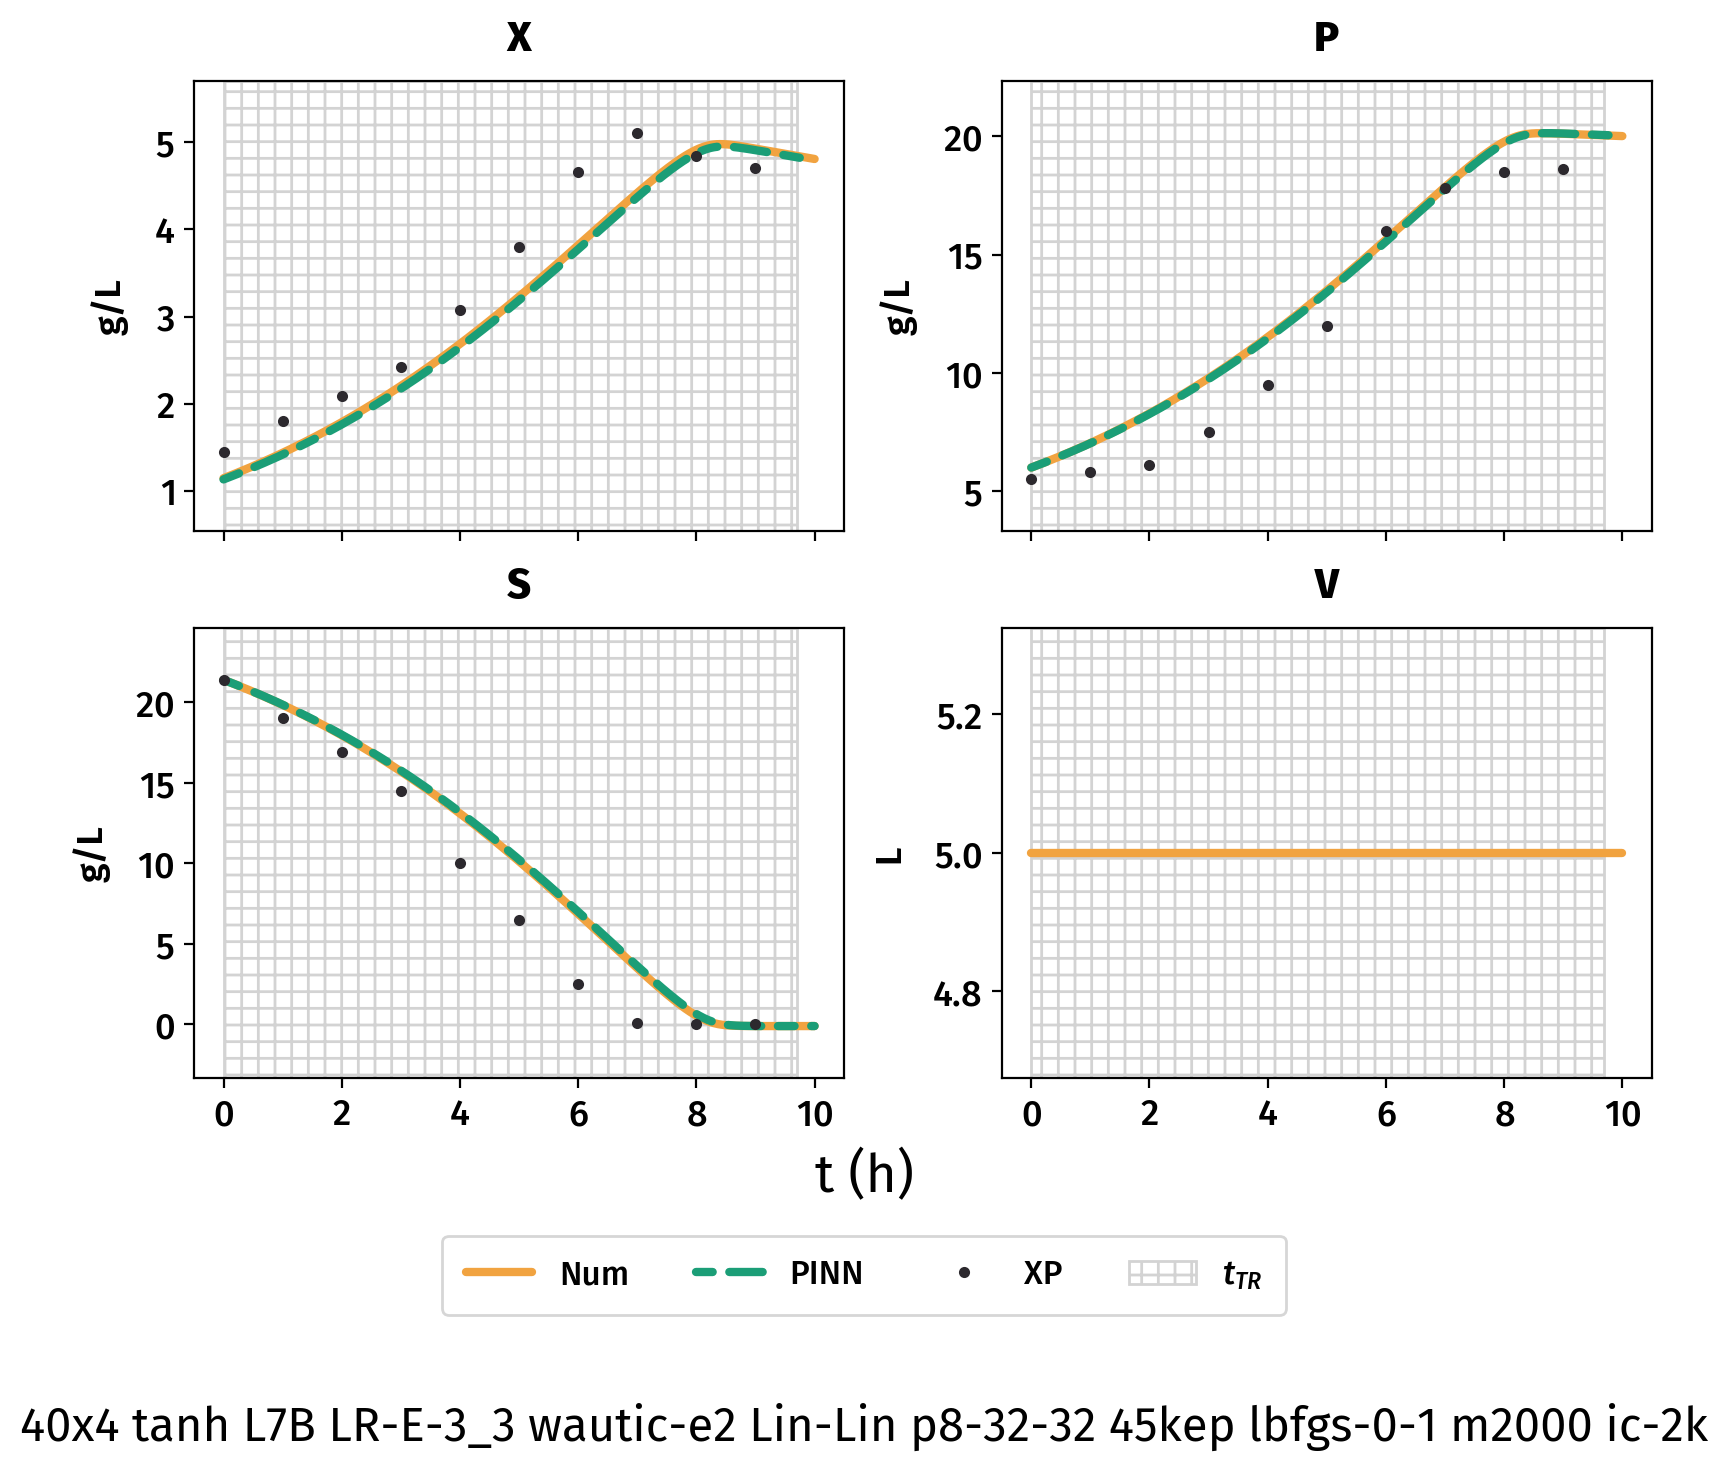 X
P
5
4
3
2
1
g/L
20
15
10
5
g/L
S
V
20
15
10
5
0
g/L
0 2 4 6 8 10
5.2
5.0
4.8
L
0 2 4 6 8 10
t (h)
Num PINN XP tTR
40x4 tanh L7B LR-E-3_3 wautic-e2 Lin-Lin p8-32-32 45kep lbfgs-0-1 m2000 ic-2k